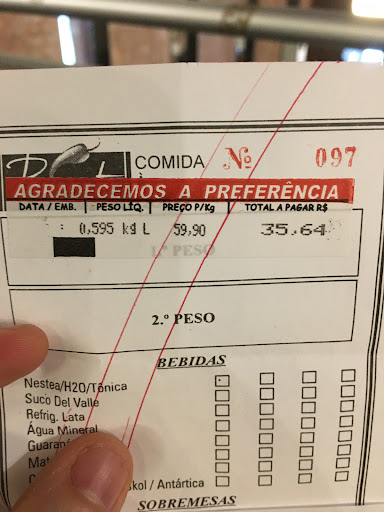 COMIDA Nº 097
AGRADECEMOS A PREFERÊNCIA
DATA / EMB. PESO LÍQ. PREÇO P/Kg TOTAL A PAGAR R$
: 0,595 kg L 59,90 35,64
1.º PESO
2.º PESO
BEBIDAS
Nestea/H2O/Tônica
Suco Del Valle
Refrig. Lata
Água Mineral
kol / Antártica
SOBREMESAS